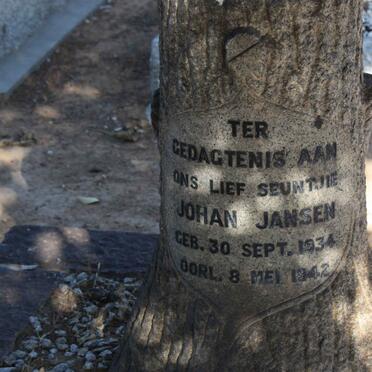 TER
GEDAGTENIS AAN
ONS LIEF SEUNTJIE
JOHAN JANSEN
GEB. 30 SEPT. 1934
OORL. 8 MEI 1942